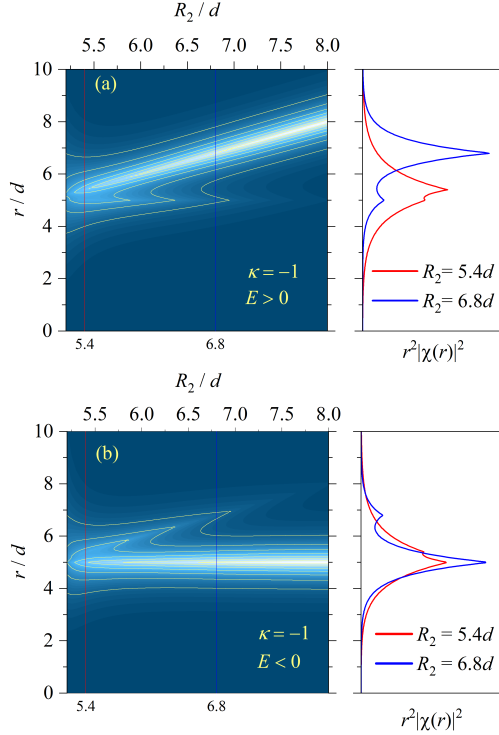 R₂ / d
5.5 6.0 6.5 7.0 7.5 8.0
10
(a)
8
6
r / d
4
2
κ = −1
E > 0
0
5.4 6.8
R₂ = 5.4d
R₂ = 6.8d
r²|χ(r)|²
R₂ / d
5.5 6.0 6.5 7.0 7.5 8.0
10
(b)
8
6
r / d
4
2
κ = −1
E < 0
0
5.4 6.8
R₂ = 5.4d
R₂ = 6.8d
r²|χ(r)|²